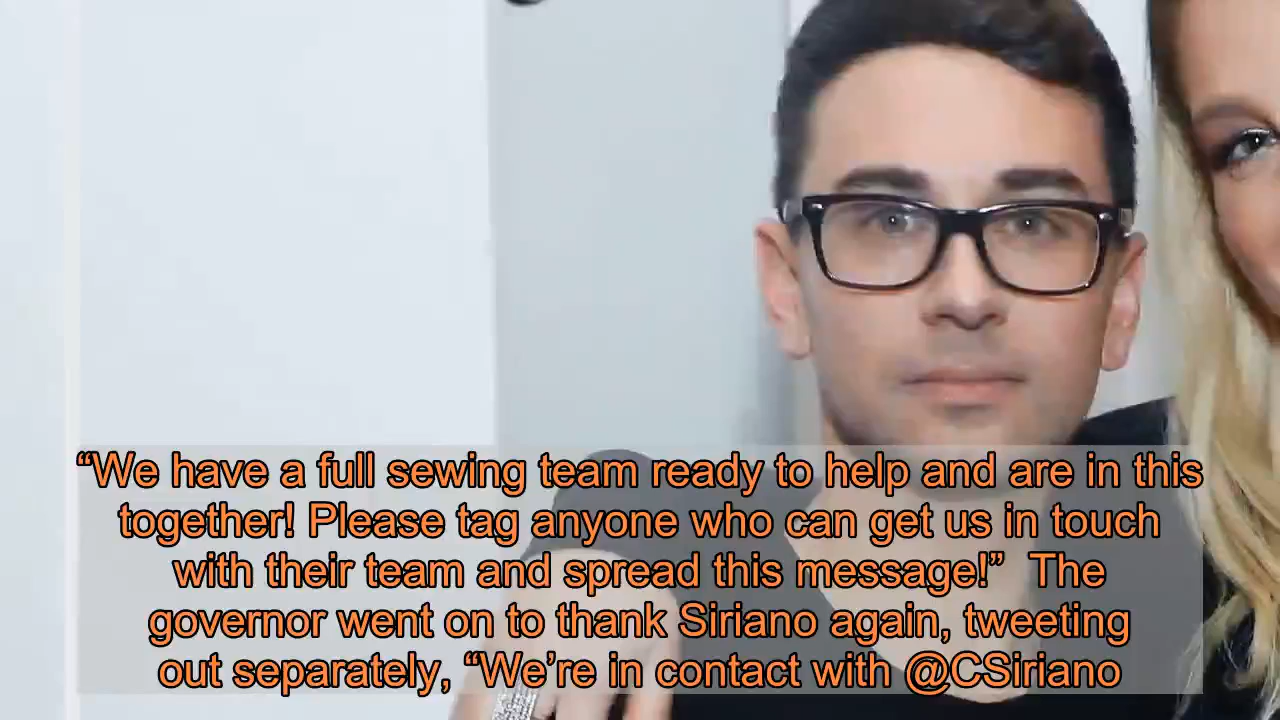 “We have a full sewing team ready to help and are in this
together! Please tag anyone who can get us in touch
with their team and spread this message!”  The
governor went on to thank Siriano again, tweeting
out separately, “We’re in contact with @CSiriano